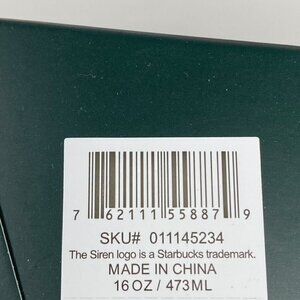 7 62111 55887 9
SKU# 011145234
The Siren logo is a Starbucks trademark.
MADE IN CHINA
16 OZ / 473ML